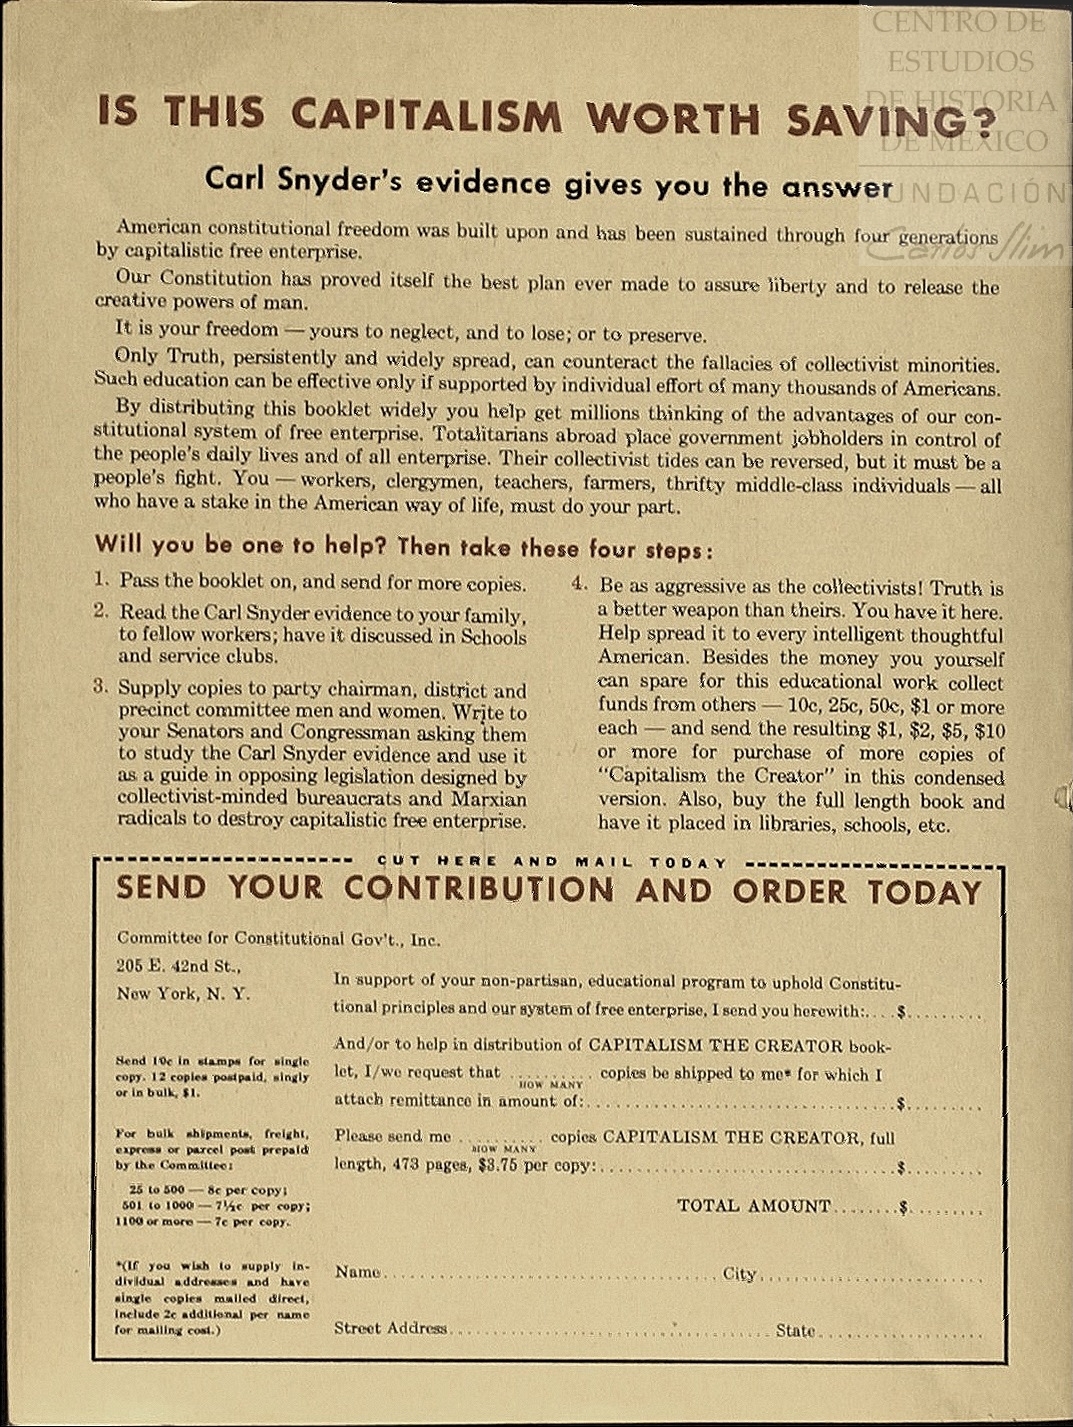 CENTRO DE
ESTUDIOS
DE HISTORIA
DE MÉXICO
FUNDACIÓN
Carlos Slim
IS THIS CAPITALISM WORTH SAVING?
Carl Snyder's evidence gives you the answer
American constitutional freedom was built upon and has been sustained through four generations
by capitalistic free enterprise.
Our Constitution has proved itself the best plan ever made to assure liberty and to release the
creative powers of man.
It is your freedom — yours to neglect, and to lose; or to preserve.
Only Truth, persistently and widely spread, can counteract the fallacies of collectivist minorities.
Such education can be effective only if supported by individual effort of many thousands of Americans.
By distributing this booklet widely you help get millions thinking of the advantages of our con-
stitutional system of free enterprise. Totalitarians abroad place government jobholders in control of
the people's daily lives and of all enterprise. Their collectivist tides can be reversed, but it must be a
people's fight. You — workers, clergymen, teachers, farmers, thrifty middle-class individuals — all
who have a stake in the American way of life, must do your part.
Will you be one to help? Then take these four steps:
1. Pass the booklet on, and send for more copies.
2. Read the Carl Snyder evidence to your family,
to fellow workers; have it discussed in Schools
and service clubs.
3. Supply copies to party chairman, district and
precinct committee men and women. Write to
your Senators and Congressman asking them
to study the Carl Snyder evidence and use it
as a guide in opposing legislation designed by
collectivist-minded bureaucrats and Marxian
radicals to destroy capitalistic free enterprise.
4. Be as aggressive as the collectivists! Truth is
a better weapon than theirs. You have it here.
Help spread it to every intelligent thoughtful
American. Besides the money you yourself
can spare for this educational work collect
funds from others — 10c, 25c, 50c, $1 or more
each — and send the resulting $1, $2, $5, $10
or more for purchase of more copies of
"Capitalism the Creator" in this condensed
version. Also, buy the full length book and
have it placed in libraries, schools, etc.
CUT HERE AND MAIL TODAY
SEND YOUR CONTRIBUTION AND ORDER TODAY
Committee for Constitutional Gov't., Inc.
205 E. 42nd St.,
New York, N. Y.
Send 10c in stamps for single
copy. 12 copies postpaid, singly
or in bulk, $1.
For bulk shipments, freight,
express or parcel post prepaid
by the Committee:
25 to 500 — 8c per copy;
501 to 1000 — 7½c per copy;
1100 or more — 7c per copy.
*(If you wish to supply in-
dividual addresses and have
single copies mailed direct,
include 2c additional per name
for mailing cost.)
In support of your non-partisan, educational program to uphold Constitu-
tional principles and our system of free enterprise, I send you herewith:....$.........
And/or to help in distribution of CAPITALISM THE CREATOR book-
let, I/we request that ......... copies be shipped to me* for which I
HOW MANY
attach remittance in amount of:...................................$.........
Please send me ......... copies CAPITALISM THE CREATOR, full
HOW MANY
length, 473 pages, $3.75 per copy:.................................$.........
TOTAL AMOUNT........$.........
Name........................................ City..........................
Street Address...................................... State....................